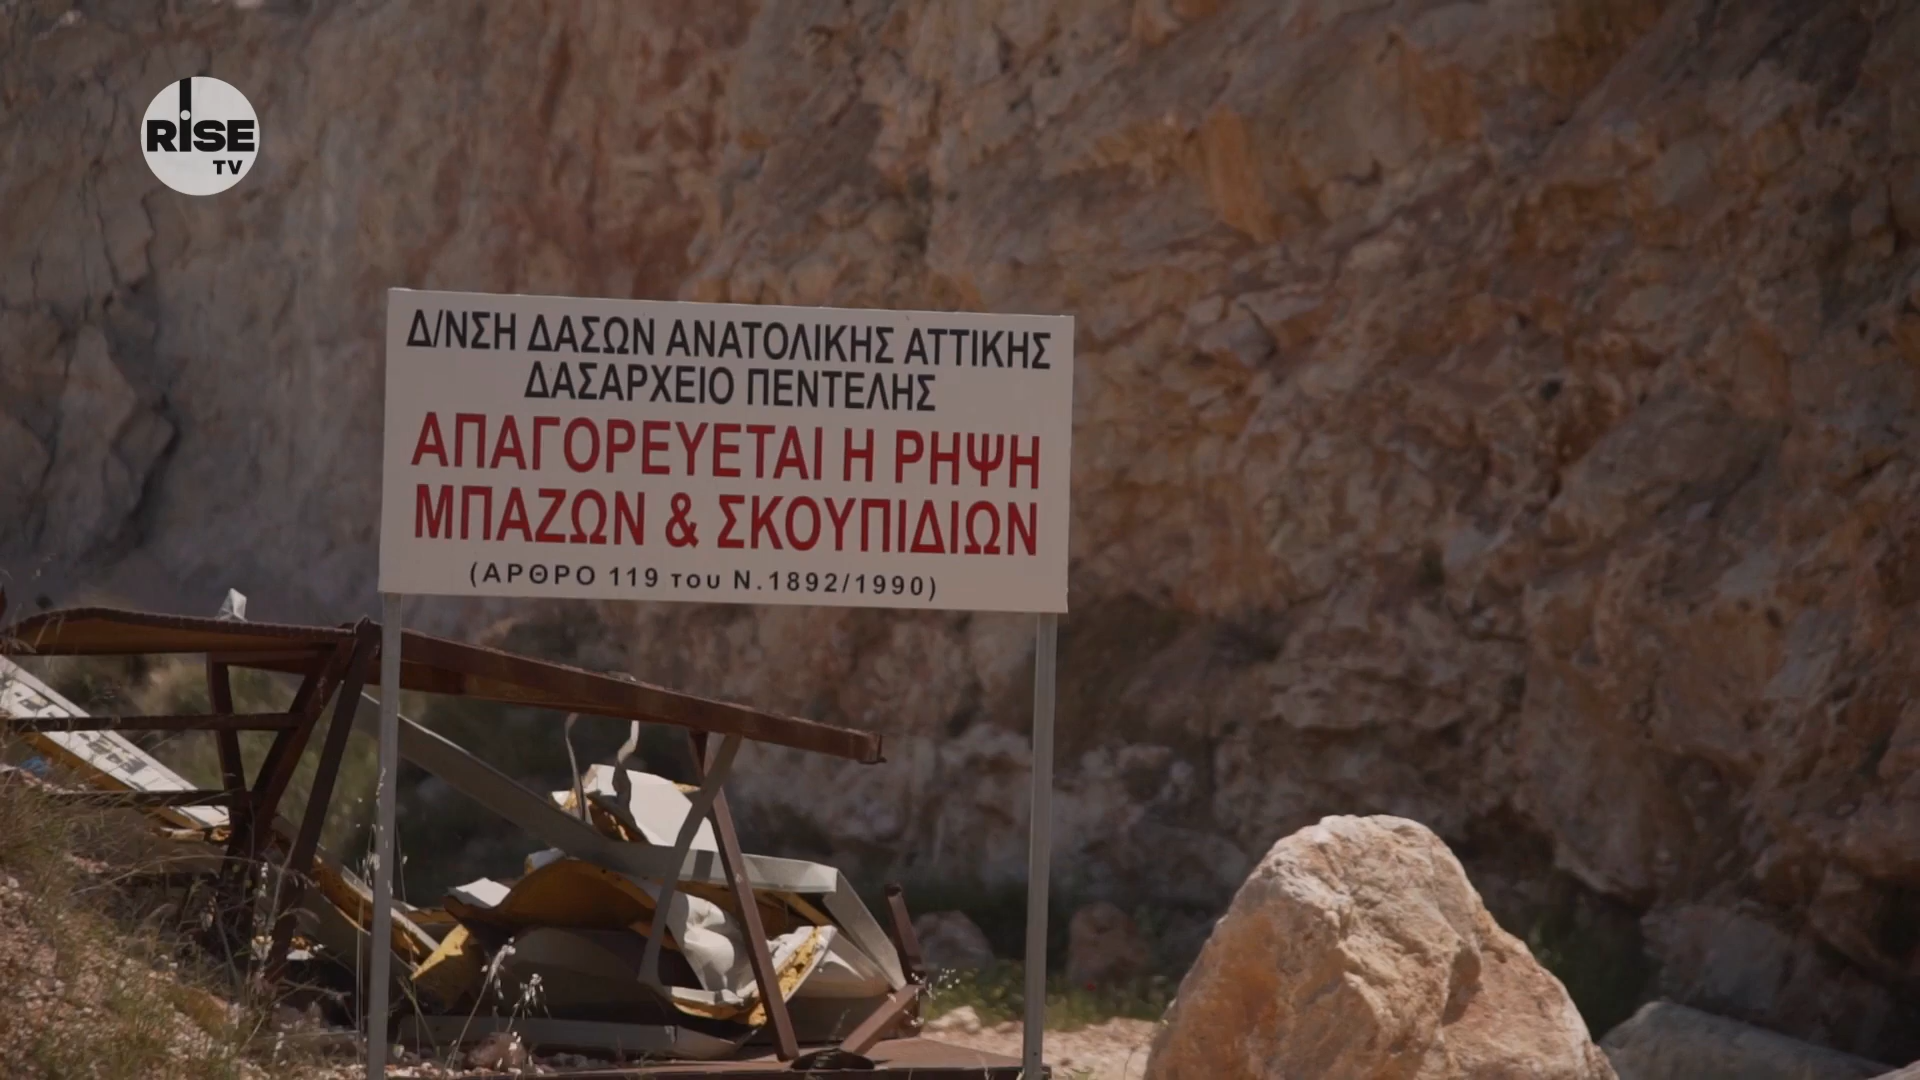 RiSE
TV
Δ/ΝΣΗ ΔΑΣΩΝ ΑΝΑΤΟΛΙΚΗΣ ΑΤΤΙΚΗΣ
ΔΑΣΑΡΧΕΙΟ ΠΕΝΤΕΛΗΣ
ΑΠΑΓΟΡΕΥΕΤΑΙ Η ΡΗΨΗ
ΜΠΑΖΩΝ & ΣΚΟΥΠΙΔΙΩΝ
(ΑΡΘΡΟ 119 του Ν.1892/1990)